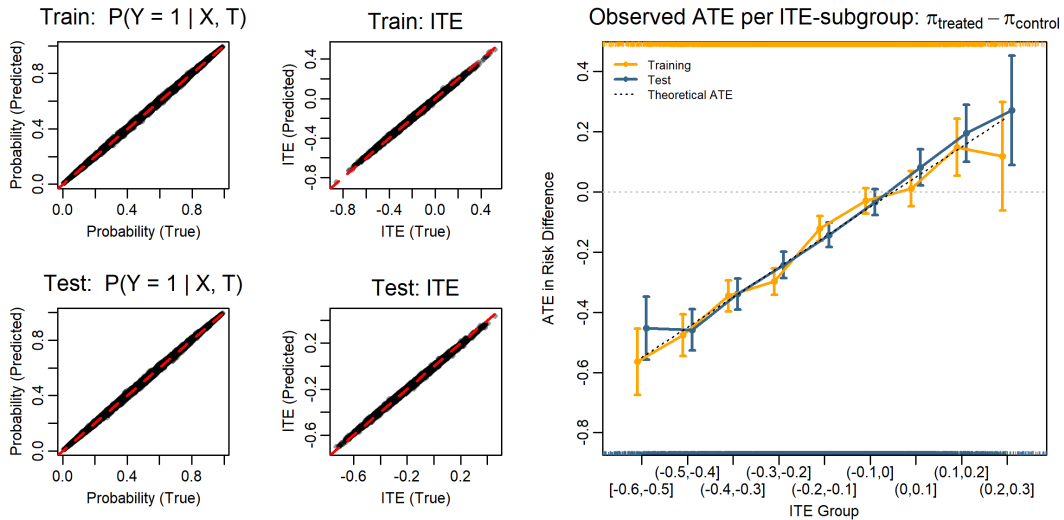 Train: P(Y = 1 | X, T)
Probability (Predicted)
0.0 0.4 0.8
0.0 0.4 0.8
Probability (True)
Train: ITE
ITE (Predicted)
-0.8 -0.4 0.0 0.4
-0.8 -0.4 0.0 0.4
ITE (True)
Test: P(Y = 1 | X, T)
Probability (Predicted)
0.0 0.4 0.8
0.0 0.4 0.8
Probability (True)
Test: ITE
ITE (Predicted)
-0.6 -0.2 0.2
-0.6 -0.2 0.2
ITE (True)
Observed ATE per ITE-subgroup: πtreated − πcontrol
Training
Test
Theoretical ATE
ATE in Risk Difference
0.4
0.2
0.0
-0.2
-0.4
-0.6
-0.8
(-0.5,-0.4] (-0.3,-0.2] (-0.1,0] (0.1,0.2]
[-0.6,-0.5] (-0.4,-0.3] (-0.2,-0.1] (0,0.1] (0.2,0.3]
ITE Group